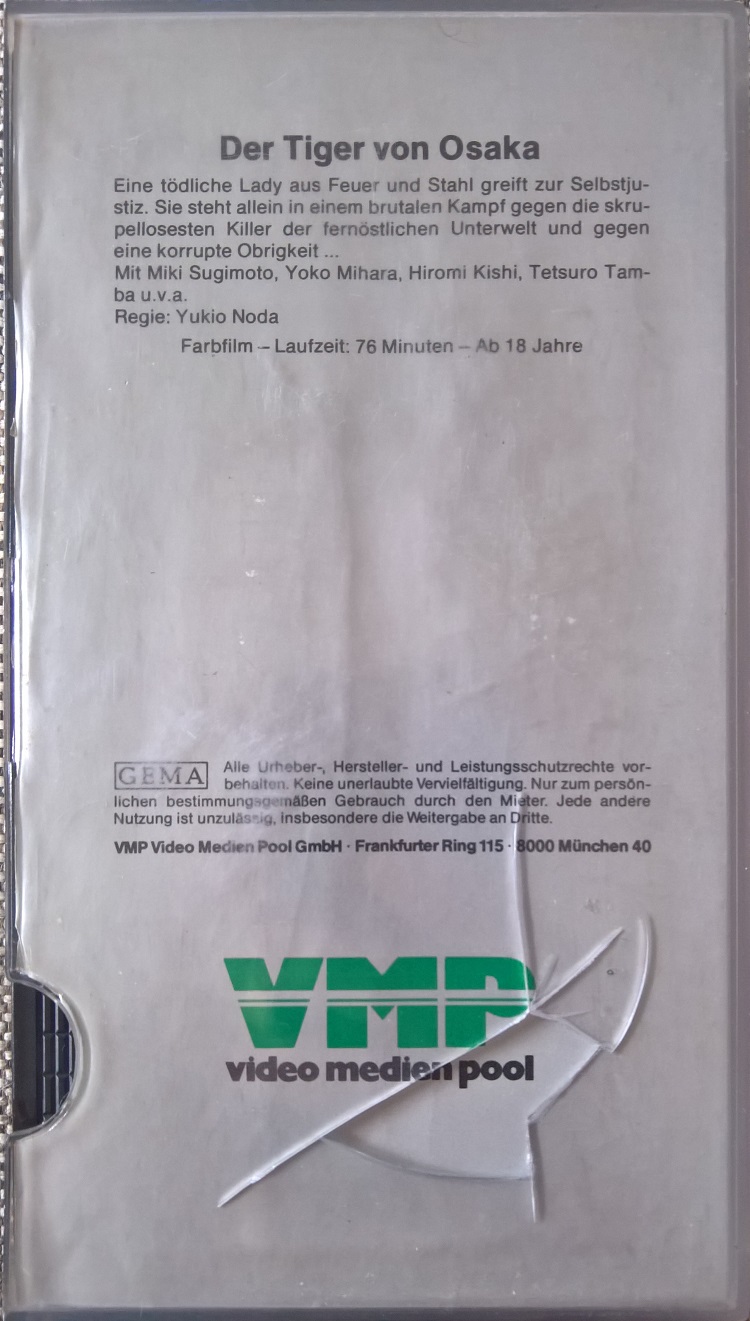 Der Tiger von Osaka
Eine tödliche Lady aus Feuer und Stahl greift zur Selbstju-
stiz. Sie steht allein in einem brutalen Kampf gegen die skru-
pellosesten Killer der fernöstlichen Unterwelt und gegen
eine korrupte Obrigkeit ...
Mit Miki Sugimoto, Yoko Mihara, Hiromi Kishi, Tetsuro Tam-
ba u.v.a.
Regie: Yukio Noda
Farbfilm – Laufzeit: 76 Minuten – Ab 18 Jahre
GEMA Alle Urheber-, Hersteller- und Leistungsschutzrechte vor-
behalten. Keine unerlaubte Vervielfältigung. Nur zum persön-
lichen bestimmungsgemäßen Gebrauch durch den Mieter. Jede andere
Nutzung ist unzulässig, insbesondere die Weitergabe an Dritte.
VMP Video Medien Pool GmbH · Frankfurter Ring 115 · 8000 München 40
VMP
video medien pool